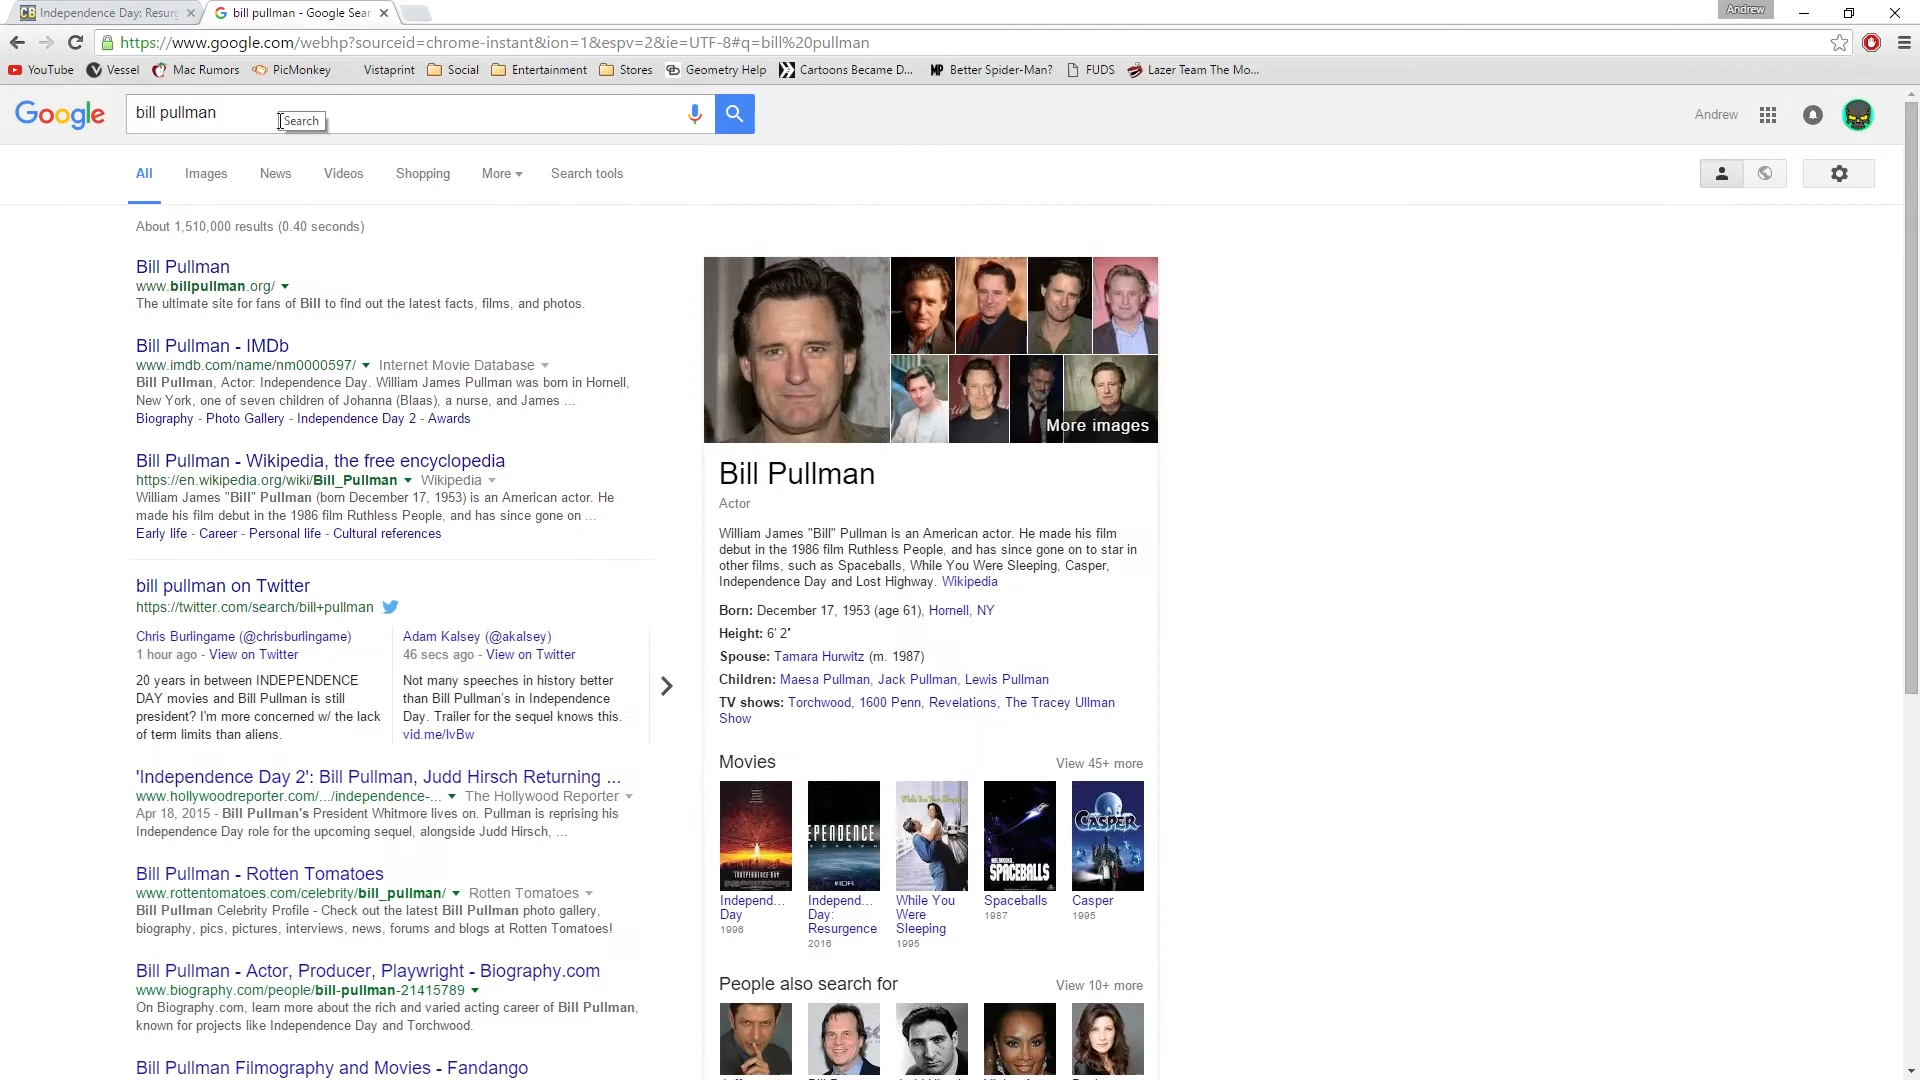 Independence Day: Resurg
bill pullman - Google Sear
Andrew
https://www.google.com/webhp?sourceid=chrome-instant&ion=1&espv=2&ie=UTF-8#q=bill%20pullman
YouTube Vessel Mac Rumors PicMonkey Vistaprint Social Entertainment Stores Geometry Help Cartoons Became D... Better Spider-Man? FUDS Lazer Team The Mo...
Google
bill pullman
Search
Andrew
All Images News Videos Shopping More Search tools
About 1,510,000 results (0.40 seconds)
Bill Pullman
www.billpullman.org/
The ultimate site for fans of Bill to find out the latest facts, films, and photos.
Bill Pullman - IMDb
www.imdb.com/name/nm0000597/ Internet Movie Database
Bill Pullman, Actor: Independence Day. William James Pullman was born in Hornell,
New York, one of seven children of Johanna (Blaas), a nurse, and James ...
Biography - Photo Gallery - Independence Day 2 - Awards
Bill Pullman - Wikipedia, the free encyclopedia
https://en.wikipedia.org/wiki/Bill_Pullman Wikipedia
William James "Bill" Pullman (born December 17, 1953) is an American actor. He
made his film debut in the 1986 film Ruthless People, and has since gone on ...
Early life - Career - Personal life - Cultural references
bill pullman on Twitter
https://twitter.com/search/bill+pullman
Chris Burlingame (@chrisburlingame)
1 hour ago - View on Twitter
20 years in between INDEPENDENCE
DAY movies and Bill Pullman is still
president? I'm more concerned w/ the lack
of term limits than aliens.
Adam Kalsey (@akalsey)
46 secs ago - View on Twitter
Not many speeches in history better
than Bill Pullman's in Independence
Day. Trailer for the sequel knows this.
vid.me/IvBw
'Independence Day 2': Bill Pullman, Judd Hirsch Returning ...
www.hollywoodreporter.com/.../independence-... The Hollywood Reporter
Apr 18, 2015 - Bill Pullman's President Whitmore lives on. Pullman is reprising his
Independence Day role for the upcoming sequel, alongside Judd Hirsch, ...
Bill Pullman - Rotten Tomatoes
www.rottentomatoes.com/celebrity/bill_pullman/ Rotten Tomatoes
Bill Pullman Celebrity Profile - Check out the latest Bill Pullman photo gallery,
biography, pics, pictures, interviews, news, forums and blogs at Rotten Tomatoes!
Bill Pullman - Actor, Producer, Playwright - Biography.com
www.biography.com/people/bill-pullman-21415789
On Biography.com, learn more about the rich and varied acting career of Bill Pullman,
known for projects like Independence Day and Torchwood.
Bill Pullman Filmography and Movies - Fandango
More images
Bill Pullman
Actor
William James "Bill" Pullman is an American actor. He made his film
debut in the 1986 film Ruthless People, and has since gone on to star in
other films, such as Spaceballs, While You Were Sleeping, Casper,
Independence Day and Lost Highway. Wikipedia
Born: December 17, 1953 (age 61), Hornell, NY
Height: 6' 2"
Spouse: Tamara Hurwitz (m. 1987)
Children: Maesa Pullman, Jack Pullman, Lewis Pullman
TV shows: Torchwood, 1600 Penn, Revelations, The Tracey Ullman
Show
Movies View 45+ more
INDEPENDENCE DAY
EPENDENCE
#IDR
While You Were Sleeping
SPACEBALLS
CASPER
Independ...
Day
1996
Independ...
Day:
Resurgence
2016
While You
Were
Sleeping
1995
Spaceballs
1987
Casper
1995
People also search for View 10+ more